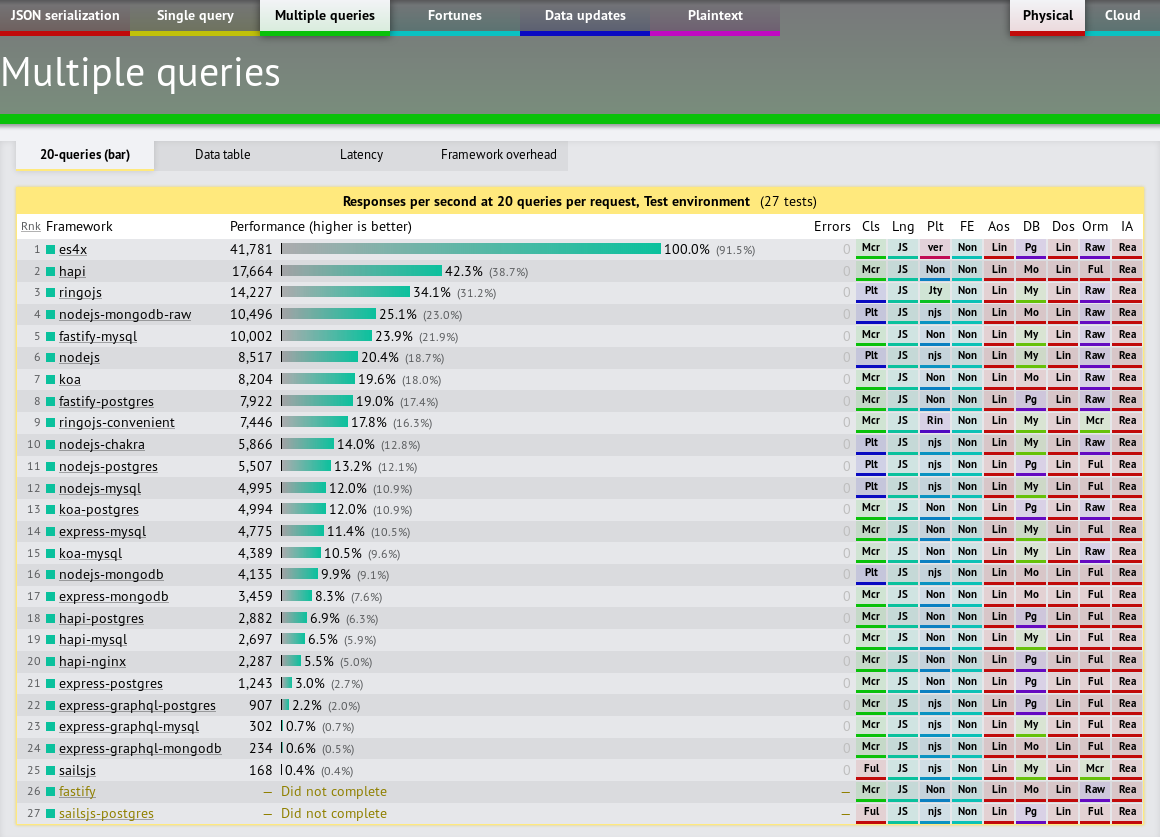 JSON serialization Single query Multiple queries Fortunes Data updates Plaintext Physical Cloud
Multiple queries
20-queries (bar) Data table Latency Framework overhead
Responses per second at 20 queries per request, Test environment (27 tests)
Rnk Framework Performance (higher is better) Errors Cls Lng Plt FE Aos DB Dos Orm IA
1 es4x 41,781 100.0% (91.5%) 0 Mcr JS ver Non Lin Pg Lin Raw Rea
2 hapi 17,664 42.3% (38.7%) 0 Mcr JS Non Non Lin Mo Lin Ful Rea
3 ringojs 14,227 34.1% (31.2%) 0 Plt JS Jty Non Lin My Lin Raw Rea
4 nodejs-mongodb-raw 10,496 25.1% (23.0%) 0 Plt JS njs Non Lin Mo Lin Raw Rea
5 fastify-mysql 10,002 23.9% (21.9%) 0 Mcr JS Non Non Lin My Lin Raw Rea
6 nodejs 8,517 20.4% (18.7%) 0 Plt JS njs Non Lin My Lin Raw Rea
7 koa 8,204 19.6% (18.0%) 0 Mcr JS Non Non Lin Mo Lin Raw Rea
8 fastify-postgres 7,922 19.0% (17.4%) 0 Mcr JS Non Non Lin Pg Lin Raw Rea
9 ringojs-convenient 7,446 17.8% (16.3%) 0 Mcr JS Rin Non Lin My Lin Mcr Rea
10 nodejs-chakra 5,866 14.0% (12.8%) 0 Plt JS njs Non Lin My Lin Raw Rea
11 nodejs-postgres 5,507 13.2% (12.1%) 0 Plt JS njs Non Lin Pg Lin Ful Rea
12 nodejs-mysql 4,995 12.0% (10.9%) 0 Plt JS njs Non Lin My Lin Ful Rea
13 koa-postgres 4,994 12.0% (10.9%) 0 Mcr JS Non Non Lin Pg Lin Raw Rea
14 express-mysql 4,775 11.4% (10.5%) 0 Mcr JS Non Non Lin My Lin Ful Rea
15 koa-mysql 4,389 10.5% (9.6%) 0 Mcr JS Non Non Lin My Lin Raw Rea
16 nodejs-mongodb 4,135 9.9% (9.1%) 0 Plt JS njs Non Lin Mo Lin Ful Rea
17 express-mongodb 3,459 8.3% (7.6%) 0 Mcr JS Non Non Lin Mo Lin Ful Rea
18 hapi-postgres 2,882 6.9% (6.3%) 0 Mcr JS Non Non Lin Pg Lin Ful Rea
19 hapi-mysql 2,697 6.5% (5.9%) 0 Mcr JS Non Non Lin My Lin Ful Rea
20 hapi-nginx 2,287 5.5% (5.0%) 0 Mcr JS Non Non Lin Pg Lin Ful Rea
21 express-postgres 1,243 3.0% (2.7%) 0 Mcr JS Non Non Lin Pg Lin Ful Rea
22 express-graphql-postgres 907 2.2% (2.0%) 0 Mcr JS njs Non Lin Pg Lin Ful Rea
23 express-graphql-mysql 302 0.7% (0.7%) 0 Mcr JS njs Non Lin My Lin Ful Rea
24 express-graphql-mongodb 234 0.6% (0.5%) 0 Mcr JS njs Non Lin Mo Lin Ful Rea
25 sailsjs 168 0.4% (0.4%) 0 Ful JS njs Non Lin My Lin Mcr Rea
26 fastify — Did not complete — Mcr JS Non Non Lin Mo Lin Raw Rea
27 sailsjs-postgres — Did not complete — Ful JS njs Non Lin Pg Lin Ful Rea